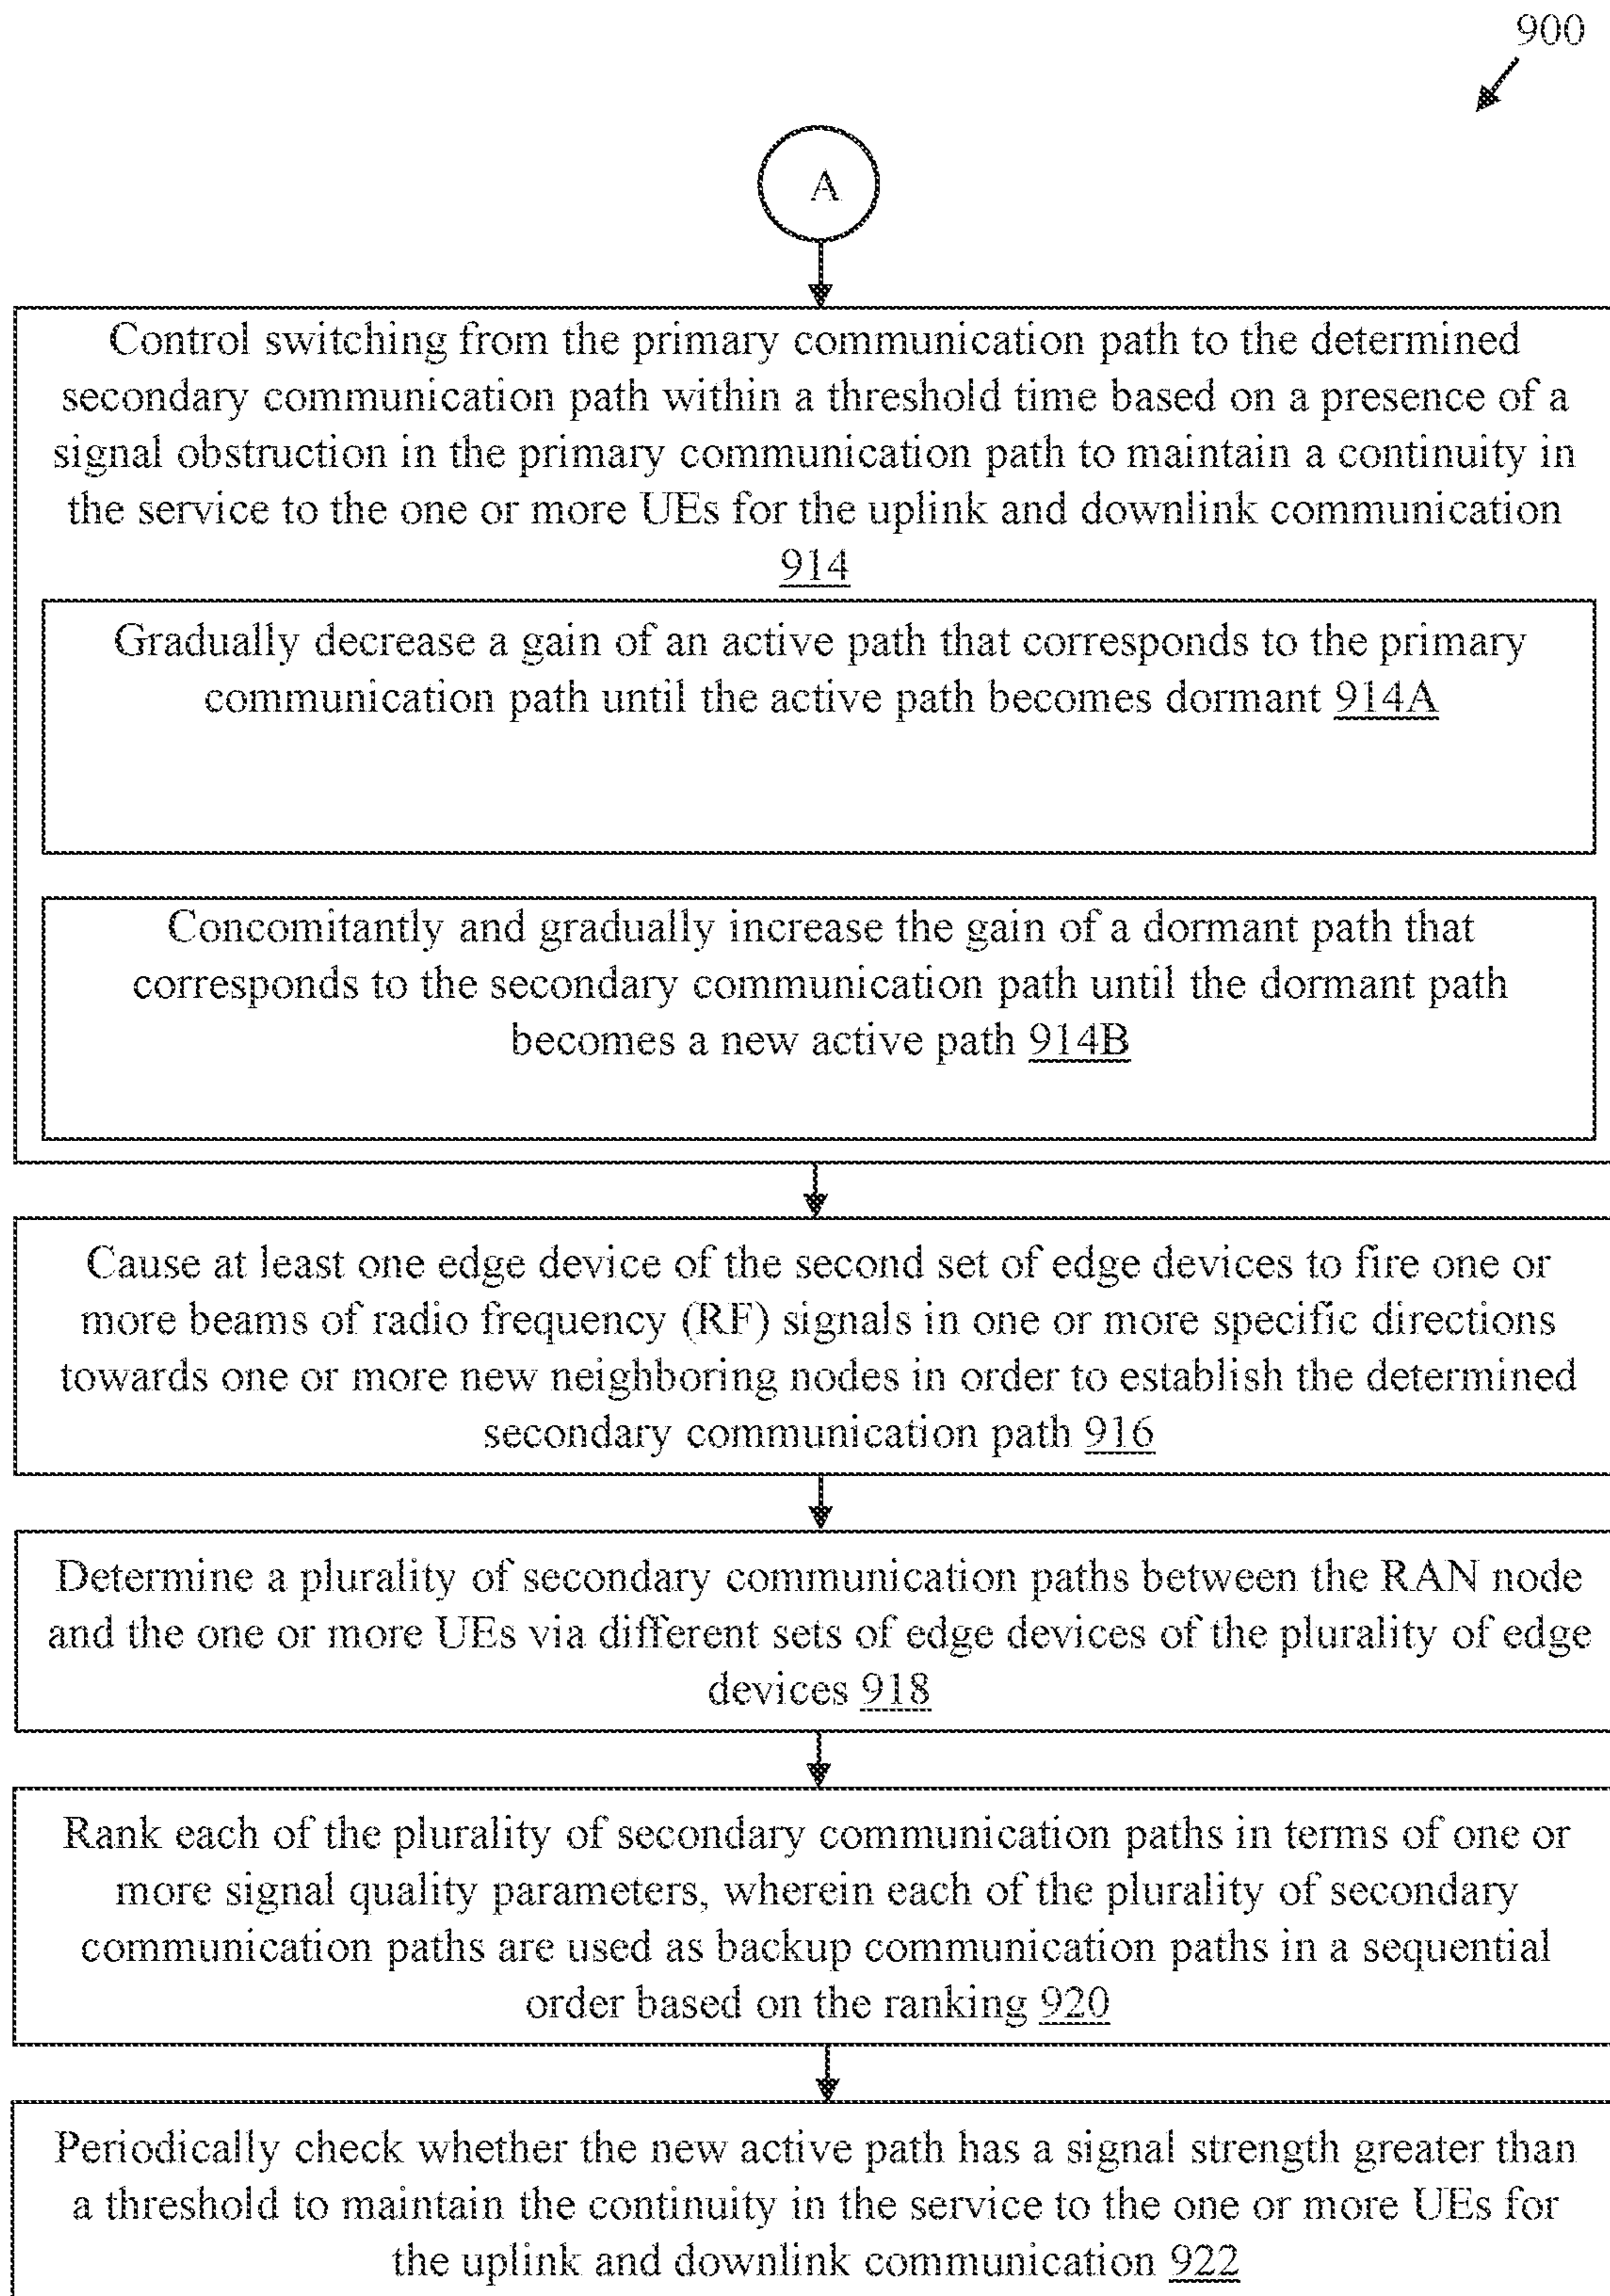 900
A
Control switching from the primary communication path to the determined
secondary communication path within a threshold time based on a presence of a
signal obstruction in the primary communication path to maintain a continuity in
the service to the one or more UEs for the uplink and downlink communication
914
Gradually decrease a gain of an active path that corresponds to the primary
communication path until the active path becomes dormant 914A
Concomitantly and gradually increase the gain of a dormant path that
corresponds to the secondary communication path until the dormant path
becomes a new active path 914B
Cause at least one edge device of the second set of edge devices to fire one or
more beams of radio frequency (RF) signals in one or more specific directions
towards one or more new neighboring nodes in order to establish the determined
secondary communication path 916
Determine a plurality of secondary communication paths between the RAN node
and the one or more UEs via different sets of edge devices of the plurality of edge
devices 918
Rank each of the plurality of secondary communication paths in terms of one or
more signal quality parameters, wherein each of the plurality of secondary
communication paths are used as backup communication paths in a sequential
order based on the ranking 920
Periodically check whether the new active path has a signal strength greater than
a threshold to maintain the continuity in the service to the one or more UEs for
the uplink and downlink communication 922